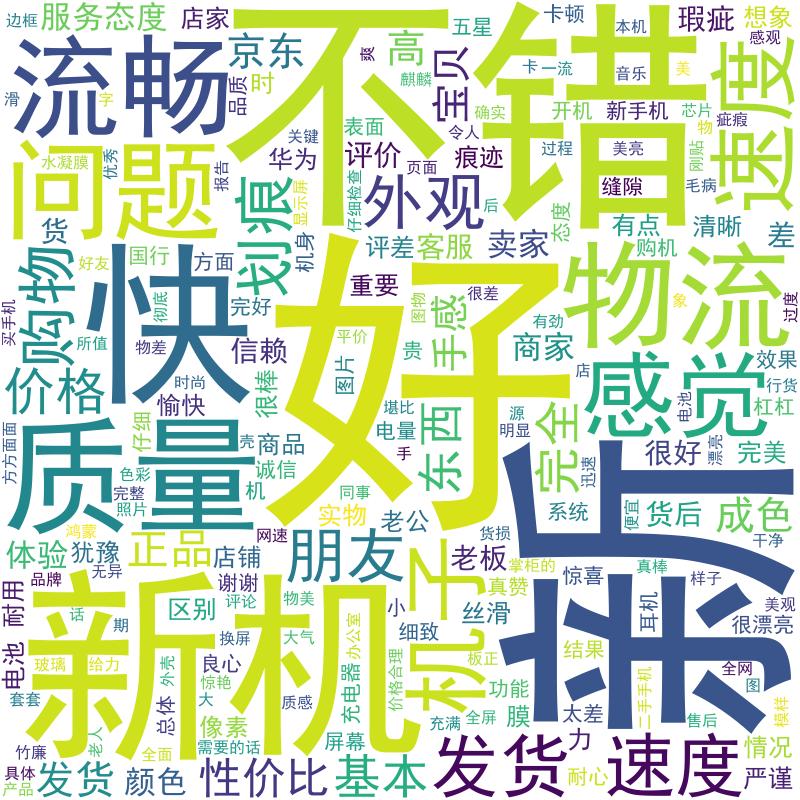 边框
服务态度
店家
不错
五星
卡顿
瑕疵
想象
感观
滑
流畅
京东
品质
时
爽
高
麒麟
宝贝
卡
一流
本机
音乐
美
速度
字
水凝膜
问题
优秀
报告
关键
华为
显示屏
表面
评价
仔细检查
页面
令人
痕迹
确实
开机
新手机
芯片
物
疵瑕
过程
美亮
刚贴
缝隙
毛病
货
购物
好友
国行
方面
划痕
机身
外观
后
态度
有点
清晰
差
评差
客服
卖家
购机
买手机
所值
快
彻底
完好
重要
很差
手感
物流
象
过度
物差
信赖
平价
图物
有劲
商家
价格
时尚
愉快
很棒
图片
贵
堪比
感觉
店
效果
行货
电池
杠杠
方方面面
质量
仔细
壳
商品
诚信
好
电量
手
东西
源
明显
完全
迅速
很好
漂亮
完美
色彩
完整
照片
机
同事
实物
老公
货损
系统
便宜
货后
成色
干净
鸿蒙
体验
犹豫
无异
正品
店铺
网速
朋友
机子
老板
掌柜的
真赞
惊喜
亮
真棒
样子
美观
耐用
电池
品牌
话
期
新机
区别
谢谢
评论
物美
小
细致
丝滑
耳机
很漂亮
玻璃
给力
外壳
换屏
大气
办公室
良心
惊艳
充电器
价格合理
板正
功能
结果
全网
图
套套
老人
总体
大
质感
像素
充满
全屏
膜
太差
二手手机
售后
模样
竹廉
全面
需要的话
屏幕
力
情况
具体
产品
发货
颜色
性价比
基本
发货
速度
耐心
严谨